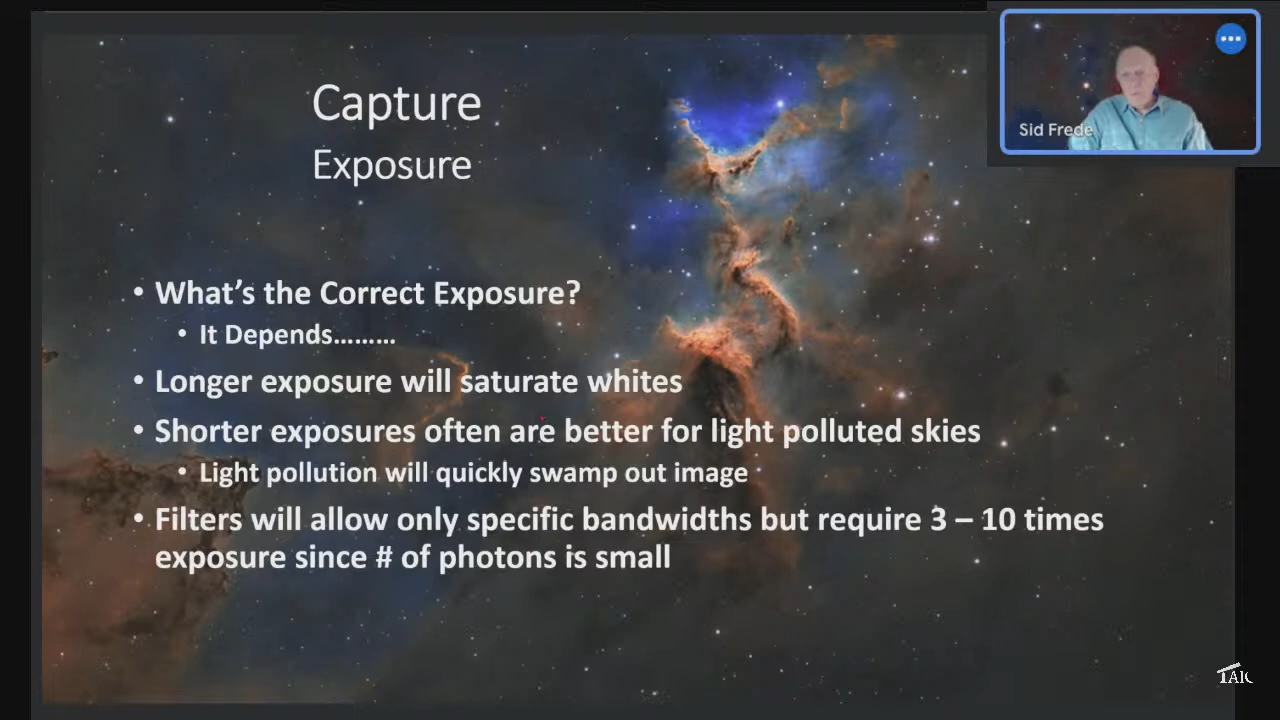 Capture
Exposure
Sid Frede
• What's the Correct Exposure?
• It Depends………
• Longer exposure will saturate whites
• Shorter exposures often are better for light polluted skies
• Light pollution will quickly swamp out image
• Filters will allow only specific bandwidths but require 3 – 10 times
exposure since # of photons is small